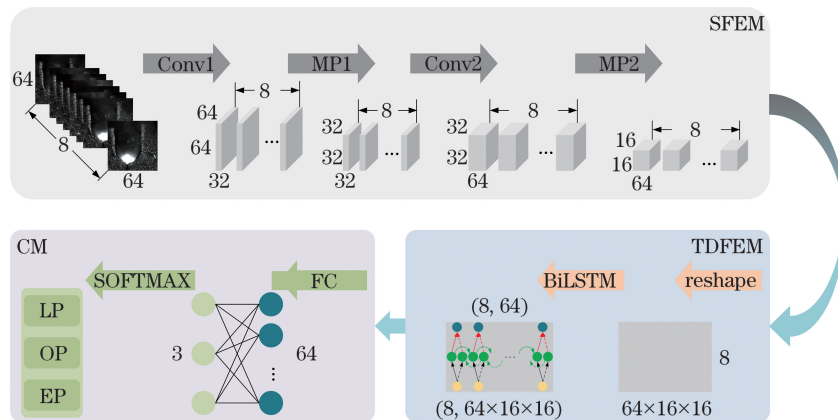 SFEM
Conv1
MP1
Conv2
MP2
64
8
64
64
64
32
8
32
32
32
8
32
32
64
8
16
16
64
8
...
...
...
...
CM
SOFTMAX
FC
LP
OP
EP
3
64
...
TDFEM
BiLSTM
reshape
(8, 64)
...
(8, 64×16×16)
8
64×16×16